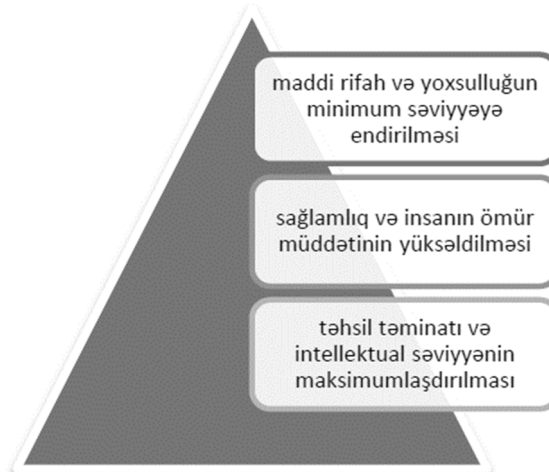 maddi rifah və yoxsulluğun
minimum səviyyəyə
endirilməsi
sağlamlıq və insanın ömür
müddətinin yüksəldilməsi
təhsil təminatı və
intellektual səviyyənin
maksimumlaşdırılması